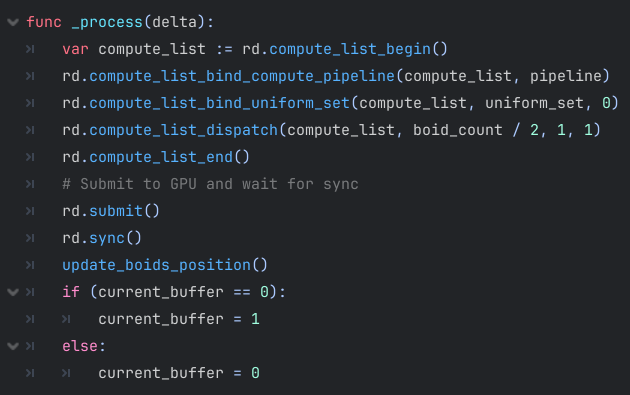 func _process(delta):
var compute_list := rd.compute_list_begin()
rd.compute_list_bind_compute_pipeline(compute_list, pipeline)
rd.compute_list_bind_uniform_set(compute_list, uniform_set, 0)
rd.compute_list_dispatch(compute_list, boid_count / 2, 1, 1)
rd.compute_list_end()
# Submit to GPU and wait for sync
rd.submit()
rd.sync()
update_boids_position()
if (current_buffer == 0):
current_buffer = 1
else:
current_buffer = 0